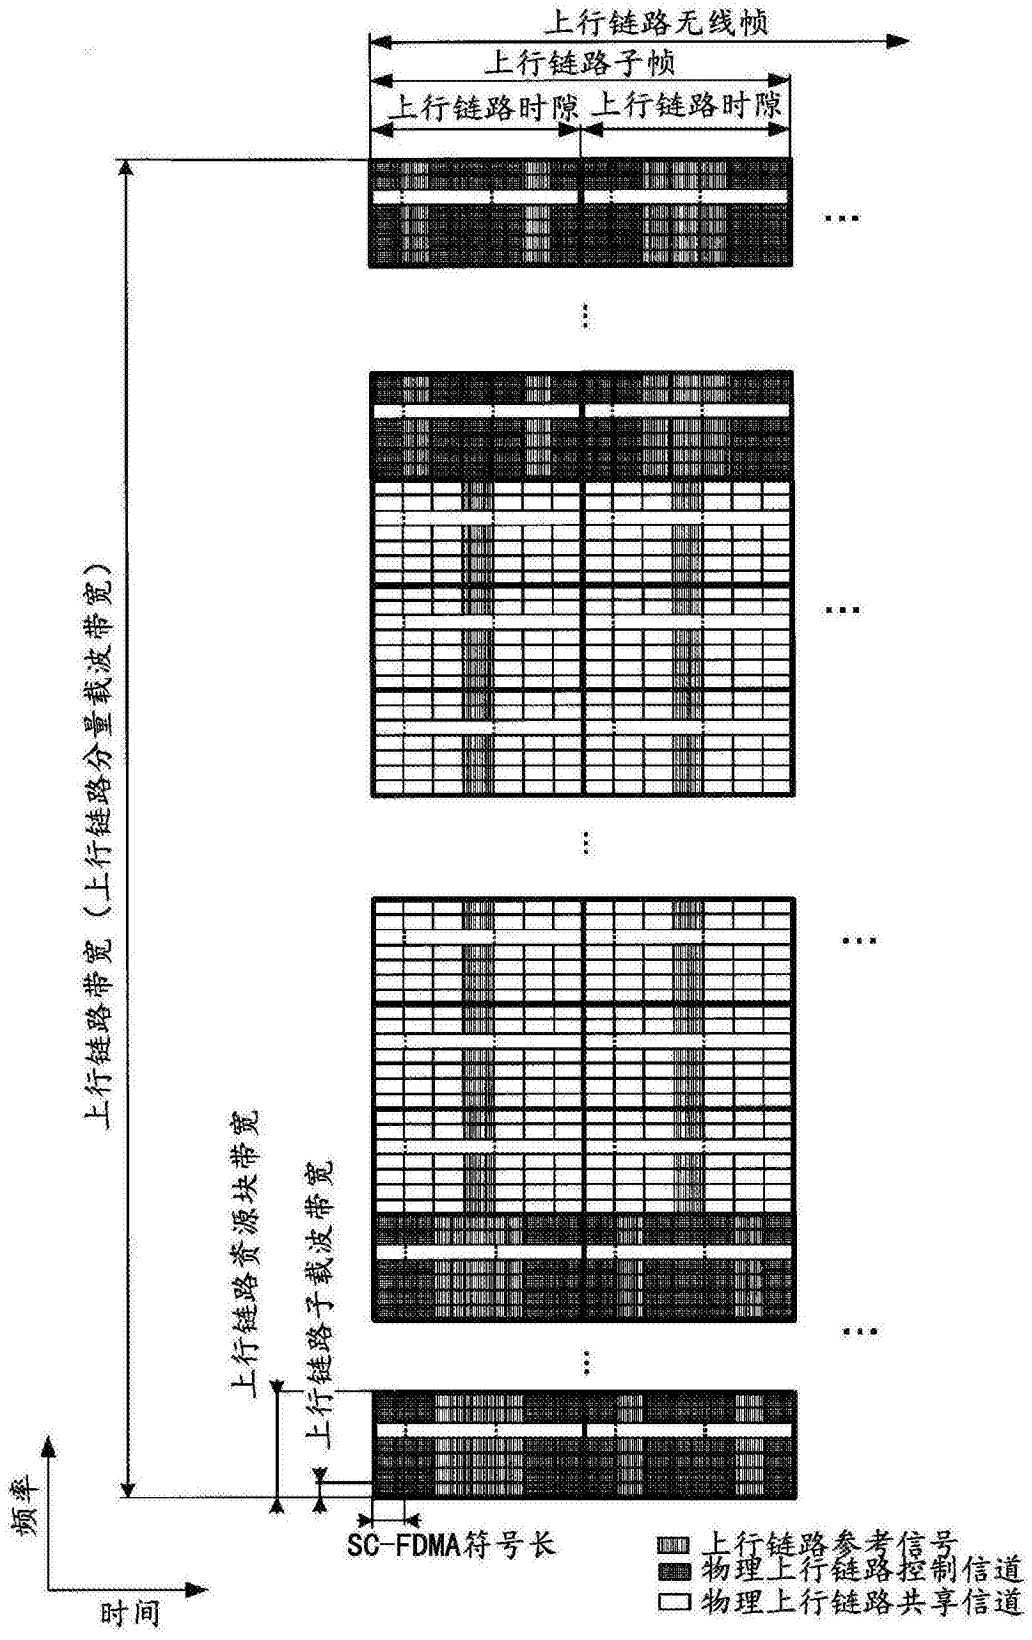 上行链路无线帧
上行链路子帧
上行链路时隙
上行链路时隙
上行链路带宽（上行链路分量载波带宽）
上行链路资源块带宽
上行链路子载波带宽
频率
时间
SC-FDMA符号长
上行链路参考信号
物理上行链路控制信道
物理上行链路共享信道